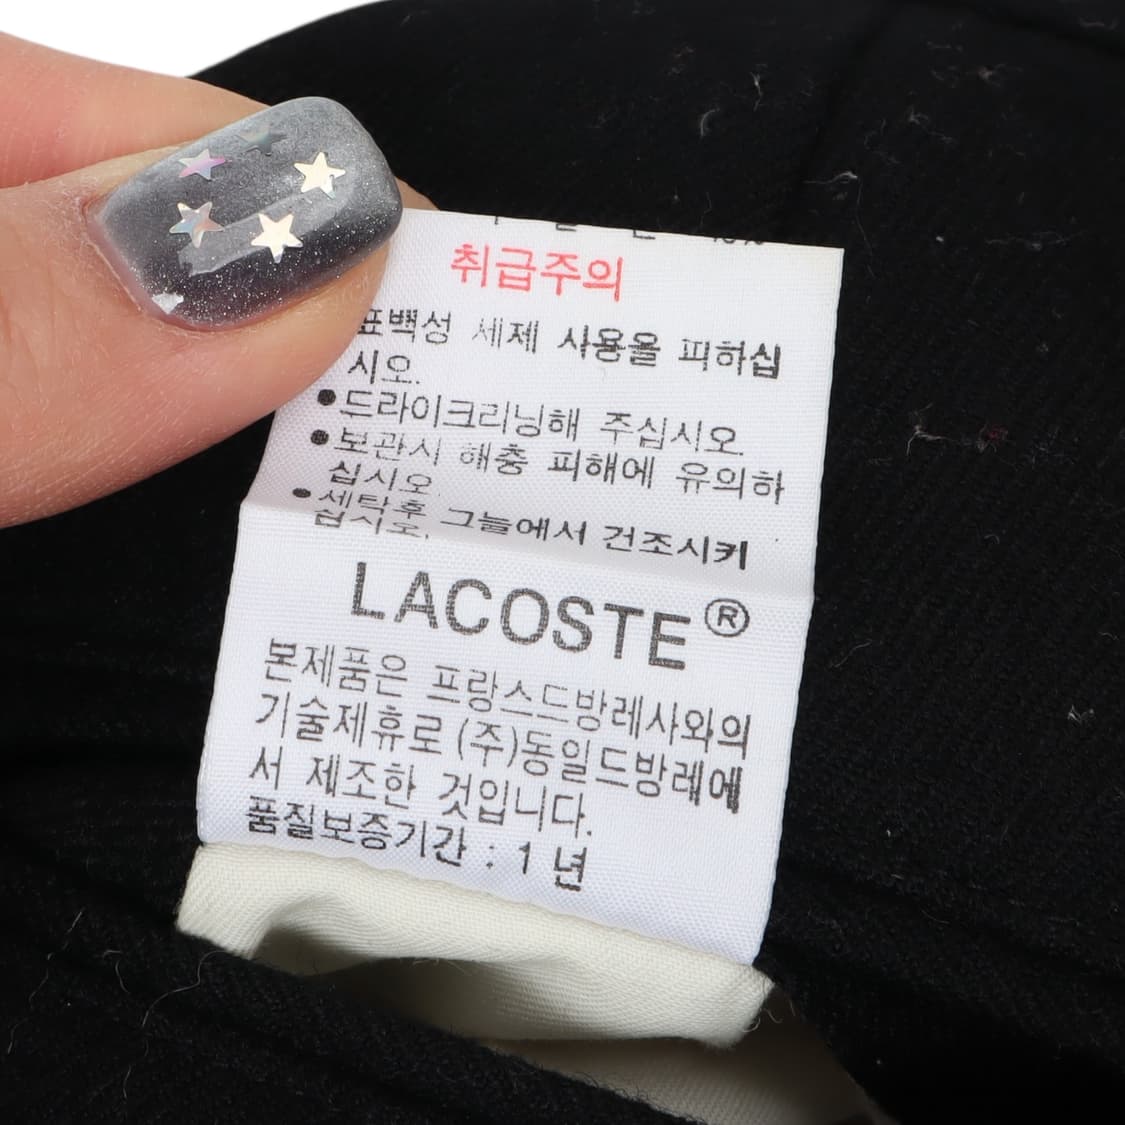 취급주의
표백성 세제 사용을 피하십
시오.
●드라이크리닝해 주십시오
●보관시 해충 피해에 유의하
십시오.
●세탁후 그늘에서 건조시키
십시오.
LACOSTE®
본제품은 프랑스드방레사와의
기술제휴로 (주)동일드방레에
서 제조한 것입니다.
품질보증기간 : 1 년